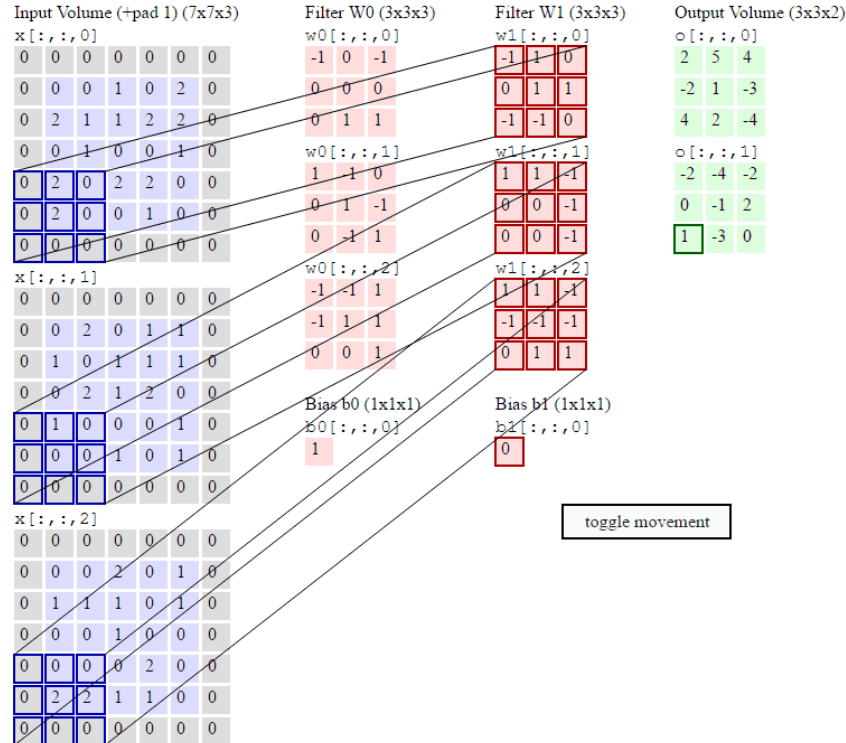 Input Volume (+pad 1) (7x7x3)
x[:,:,0]
0 0 0 0 0 0 0
0 0 0 1 0 2 0
0 2 1 1 2 2 0
0 0 1 0 0 1 0
0 2 0 2 2 0 0
0 2 0 0 1 0 0
0 0 0 0 0 0 0
x[:,:,1]
0 0 0 0 0 0 0
0 0 2 0 1 1 0
0 1 0 1 1 1 0
0 0 2 1 2 0 0
0 1 0 0 0 1 0
0 0 0 1 0 1 0
0 0 0 0 0 0 0
x[:,:,2]
0 0 0 0 0 0 0
0 0 0 2 0 1 0
0 1 1 1 0 1 0
0 0 0 1 0 0 0
0 0 0 0 2 0 0
0 2 2 1 1 0 0
0 0 0 0 0 0 0
Filter W0 (3x3x3)
w0[:,:,0]
-1 0 -1
0 0 0
0 1 1
w0[:,:,1]
1 -1 0
0 1 -1
0 -1 1
w0[:,:,2]
-1 -1 1
-1 1 1
0 0 1
Bias b0 (1x1x1)
b0[:,:,0]
1
Filter W1 (3x3x3)
w1[:,:,0]
-1 1 0
0 1 1
-1 -1 0
w1[:,:,1]
1 1 -1
0 0 -1
0 0 -1
w1[:,:,2]
1 1 -1
-1 -1 -1
0 1 1
Bias b1 (1x1x1)
b1[:,:,0]
0
Output Volume (3x3x2)
o[:,:,0]
2 5 4
-2 1 -3
4 2 -4
o[:,:,1]
-2 -4 -2
0 -1 2
1 -3 0
toggle movement